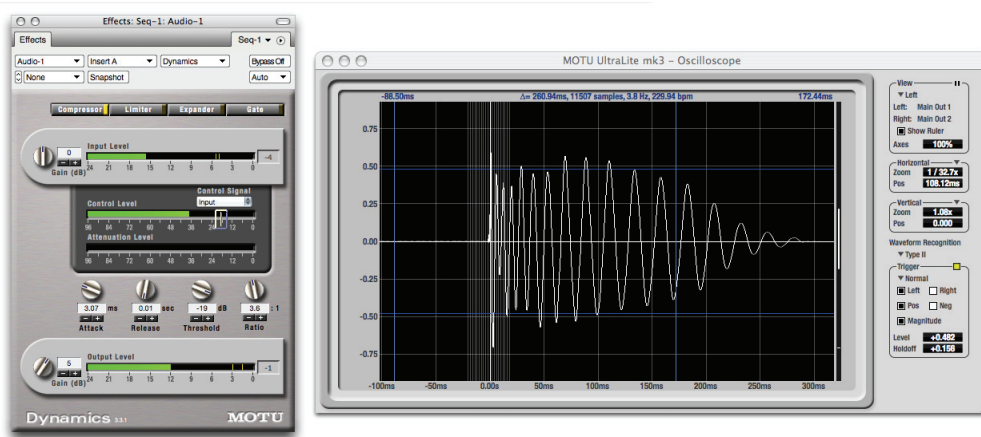 Effects: Seq-1: Audio-1
Effects
Seq-1
Audio-1
Insert A
Dynamics
Bypass Off
None
Snapshot
Auto
Compressor
Limiter
Expander
Gate
Input Level
0
Gain (dB)
24 21 18 15 12 9 6 3 0
-4
Control Signal
Control Level
Input
96 84 72 60 48 36 24 12 0
Attenuation Level
96 84 72 60 48 36 24 12 0
3.07 ms
0.01 sec
-19 dB
3.6 : 1
Attack
Release
Threshold
Ratio
Output Level
5
Gain (dB)
24 21 18 15 12 9 6 3 0
-1
Dynamics
MOTU
MOTU UltraLite mk3 – Oscilloscope
-88.50ms
Δ= 260.94ms, 11507 samples, 3.8 Hz, 229.94 bpm
172.44ms
0.75
0.50
0.25
0.00
-0.25
-0.50
-0.75
-100ms
-50ms
0.00s
50ms
100ms
150ms
200ms
250ms
300ms
View
Left
Left: Main Out 1
Right: Main Out 2
Show Ruler
Axes 100%
Horizontal
Zoom 1 / 32.7x
Pos 108.12ms
Vertical
Zoom 1.08x
Pos 0.000
Waveform Recognition
Type II
Trigger
Normal
Left Right
Pos Neg
Magnitude
Level +0.482
Holdoff +0.156